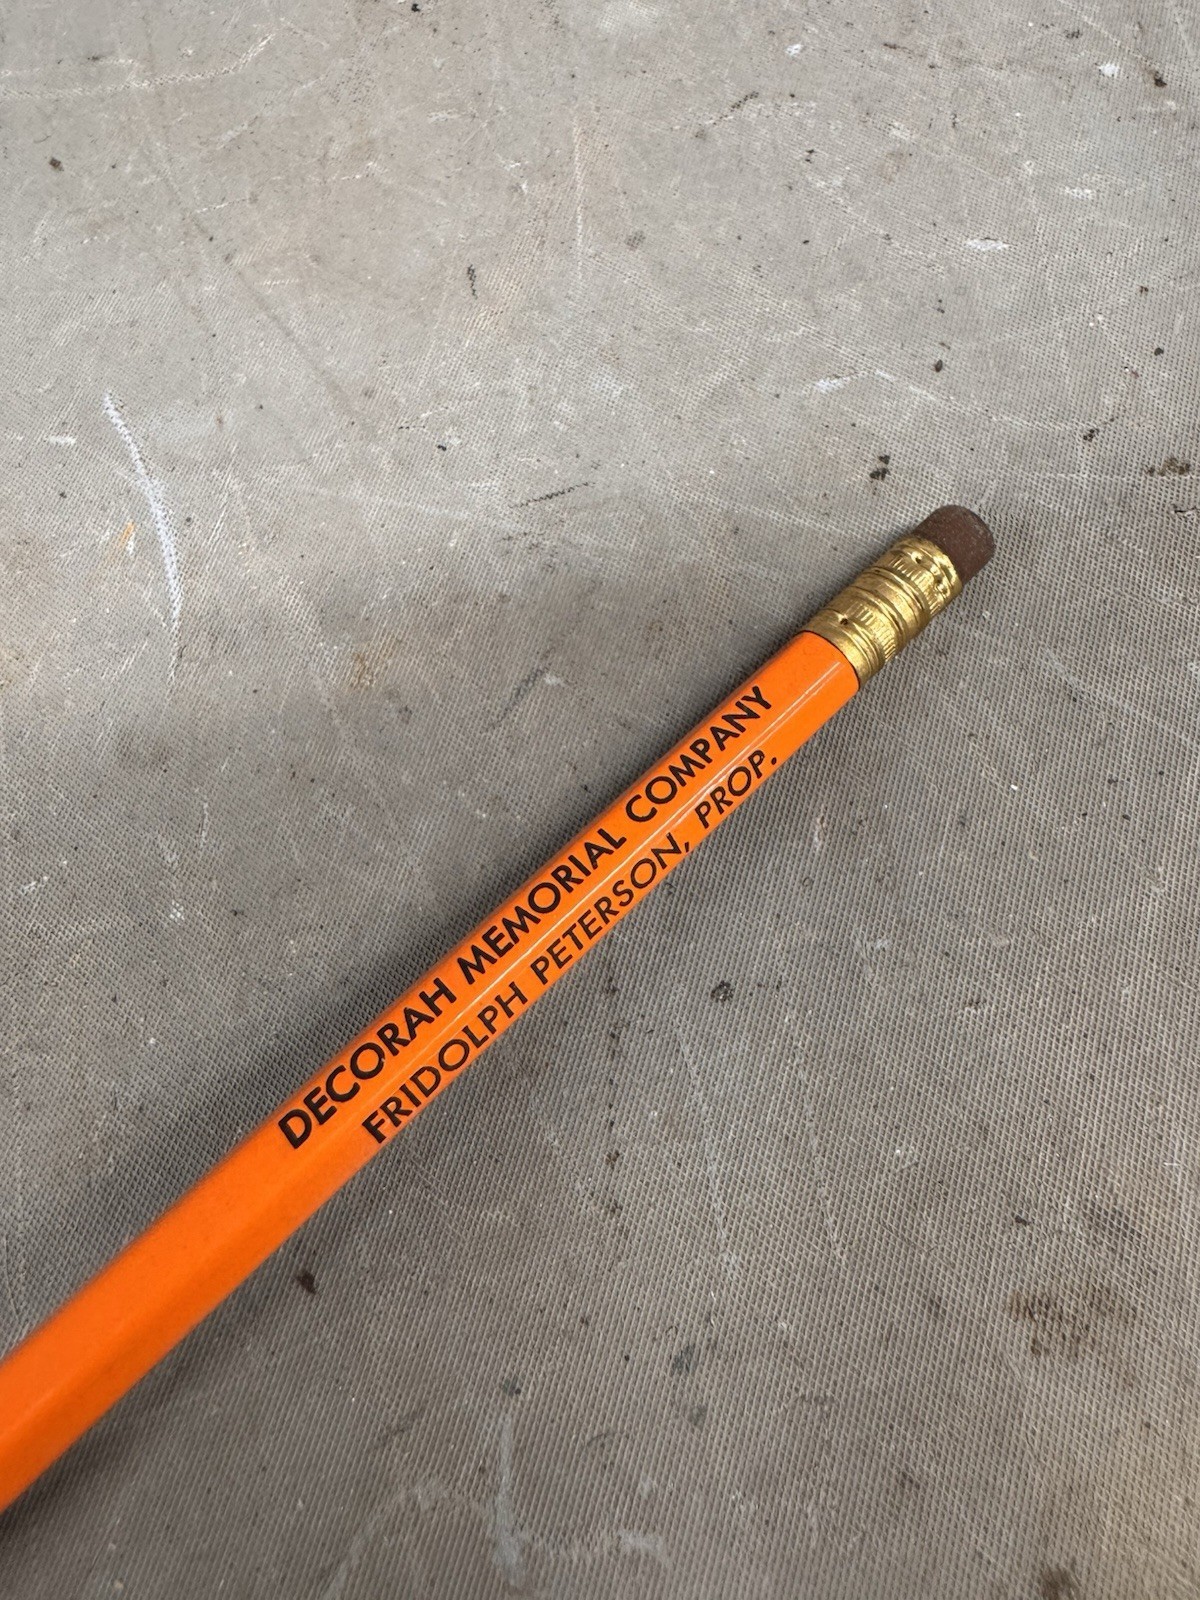 DECORAH MEMORIAL COMPANY
FRIDOLPH PETERSON, PROP.